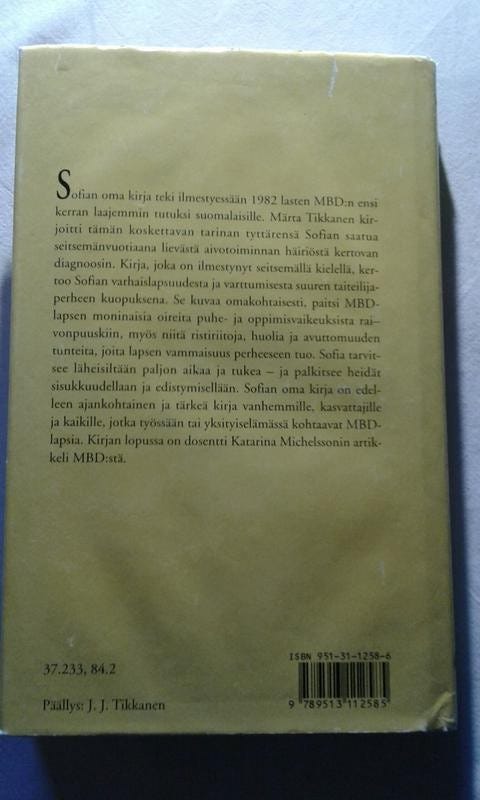 Sofian oma kirja teki ilmestyessään 1982 lasten MBD:n ensi
kerran laajemmin tutuksi suomalaisille. Märta Tikkanen kir-
joitti tämän koskettavan tarinan tyttärensä Sofian saatua
seitsemänvuotiaana lievästä aivotoiminnan häiriöstä kertovan
diagnoosin. Kirja, joka on ilmestynyt seitsemällä kielellä, ker-
too Sofian varhaislapsuudesta ja varttumisesta suuren taiteilija-
perheen kuopuksena. Se kuvaa omakohtaisesti, paitsi MBD-
lapsen moninaisia oireita puhe- ja oppimisvaikeuksista rai-
vonpuuskiin, myös niitä ristiriitoja, huolia ja avuttomuuden
tunteita, joita lapsen vammaisuus perheeseen tuo. Sofia tarvit-
see läheisiltään paljon aikaa ja tukea – ja palkitsee heidät
sisukkuudellaan ja edistymisellään. Sofian oma kirja on edel-
leen ajankohtainen ja tärkeä kirja vanhemmille, kasvattajille
ja kaikille, jotka työssään tai yksityiselämässä kohtaavat MBD-
lapsia. Kirjan lopussa on dosentti Katarina Michelssonin artik-
keli MBD:stä.
ISBN 951-31-1258-6
37.233, 84.2
Päällys: J. J. Tikkanen
9 789513 112585